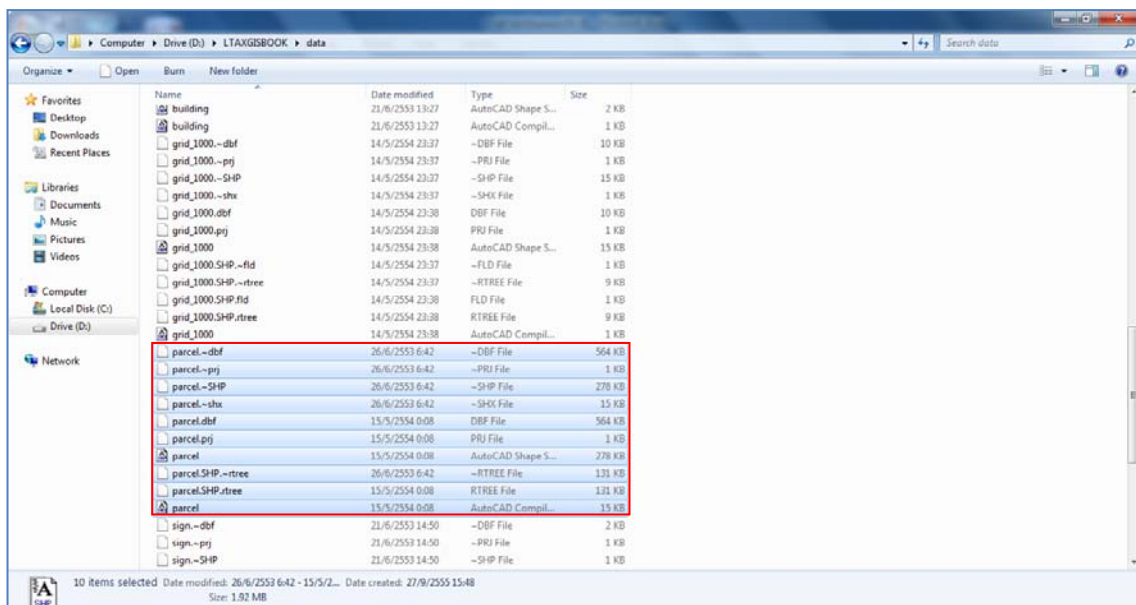 Computer ▸ Drive (D:) ▸ LTAXGISBOOK ▸ data Search data
Organize Open Burn New folder
Favorites
Desktop
Downloads
Recent Places
Libraries
Documents
Music
Pictures
Videos
Computer
Local Disk (C:)
Drive (D:)
Network
Name Date modified Type Size
building 21/6/2553 13:27 AutoCAD Shape S... 2 KB
building 21/6/2553 13:27 AutoCAD Compil... 1 KB
grid_1000.~dbf 14/5/2554 23:37 ~DBF File 10 KB
grid_1000.~prj 14/5/2554 23:37 ~PRJ File 1 KB
grid_1000.~SHP 14/5/2554 23:37 ~SHP File 15 KB
grid_1000.~shx 14/5/2554 23:37 ~SHX File 1 KB
grid_1000.dbf 14/5/2554 23:38 DBF File 10 KB
grid_1000.prj 14/5/2554 23:38 PRJ File 1 KB
grid_1000 14/5/2554 23:38 AutoCAD Shape S... 15 KB
grid_1000.SHP.~fld 14/5/2554 23:37 ~FLD File 1 KB
grid_1000.SHP.~rtree 14/5/2554 23:37 ~RTREE File 9 KB
grid_1000.SHP.fld 14/5/2554 23:38 FLD File 1 KB
grid_1000.SHP.rtree 14/5/2554 23:38 RTREE File 9 KB
grid_1000 14/5/2554 23:38 AutoCAD Compil... 1 KB
parcel.~dbf 26/6/2553 6:42 ~DBF File 564 KB
parcel.~prj 26/6/2553 6:42 ~PRJ File 1 KB
parcel.~SHP 26/6/2553 6:42 ~SHP File 278 KB
parcel.~shx 26/6/2553 6:42 ~SHX File 15 KB
parcel.dbf 15/5/2554 0:08 DBF File 564 KB
parcel.prj 15/5/2554 0:08 PRJ File 1 KB
parcel 15/5/2554 0:08 AutoCAD Shape S... 278 KB
parcel.SHP.~rtree 26/6/2553 6:42 ~RTREE File 131 KB
parcel.SHP.rtree 15/5/2554 0:08 RTREE File 131 KB
parcel 15/5/2554 0:08 AutoCAD Compil... 15 KB
sign.~dbf 21/6/2553 14:50 ~DBF File 2 KB
sign.~prj 21/6/2553 14:50 ~PRJ File 1 KB
sign.~SHP 21/6/2553 14:50 ~SHP File 1 KB
10 items selected Date modified: 26/6/2553 6:42 - 15/5/2... Date created: 27/9/2555 15:48
Size: 1.92 MB
SHP